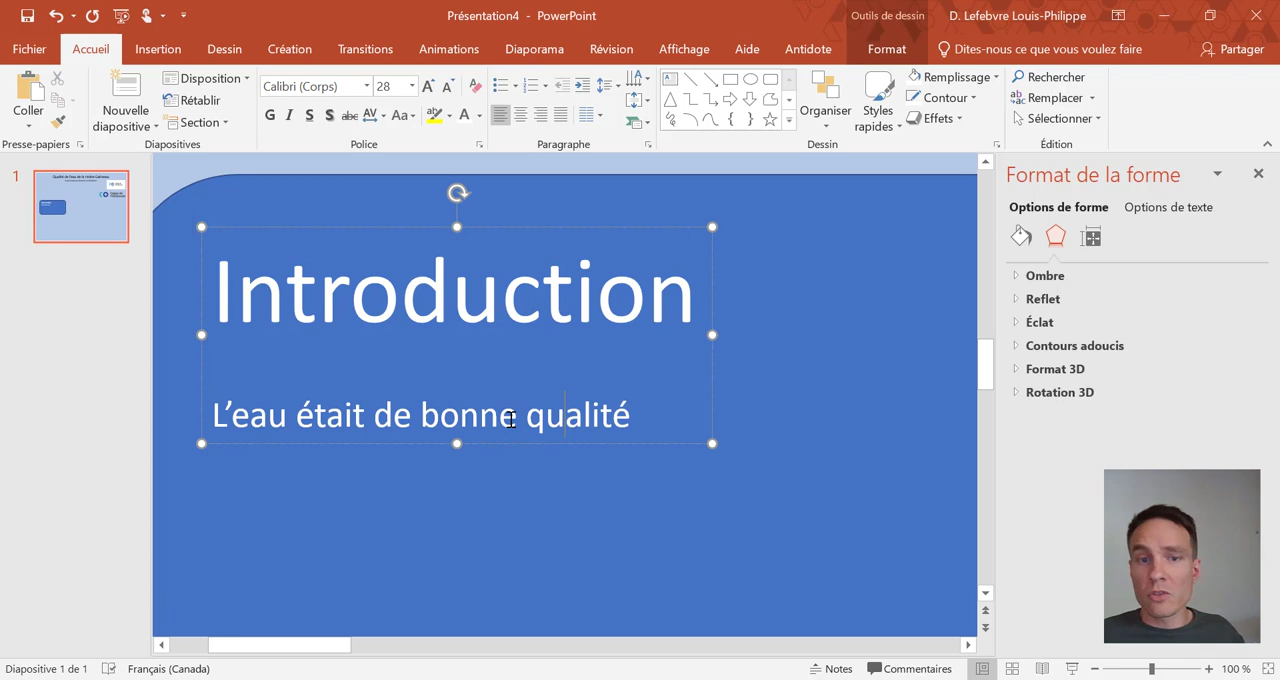 Présentation4 - PowerPoint
Outils de dessin
D. Lefebvre Louis-Philippe
Fichier
Accueil
Insertion
Dessin
Création
Transitions
Animations
Diaporama
Révision
Affichage
Aide
Antidote
Format
Dites-nous ce que vous voulez faire
Partager
Coller
Nouvelle
diapositive
Disposition
Rétablir
Section
Calibri (Corps)
28
G I S S abc AV Aa A
Organiser
Styles
rapides
Remplissage
Contour
Effets
Rechercher
Remplacer
Sélectionner
Presse-papiers
Diapositives
Police
Paragraphe
Dessin
Édition
1
Introduction
L'eau était de bonne qualité
Format de la forme
Options de forme
Options de texte
Ombre
Reflet
Éclat
Contours adoucis
Format 3D
Rotation 3D
Diapositive 1 de 1
Français (Canada)
Notes
Commentaires
100 %